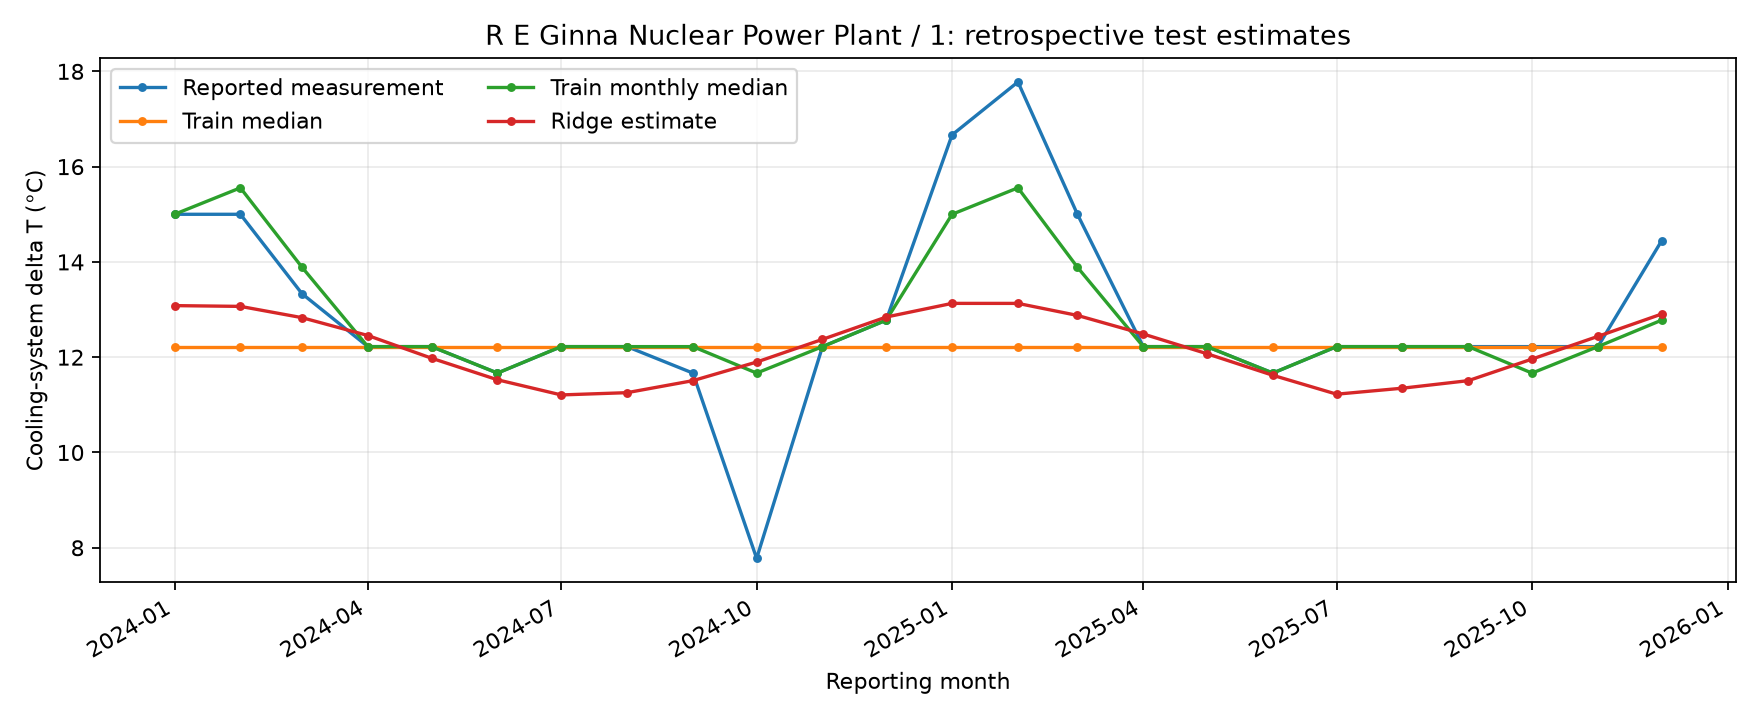 R E Ginna Nuclear Power Plant / 1: retrospective test estimates
Reported measurement
Train median
Train monthly median
Ridge estimate
Cooling-system delta T (°C)
18
16
14
12
10
8
2024-01
2024-04
2024-07
2024-10
2025-01
2025-04
2025-07
2025-10
2026-01
Reporting month